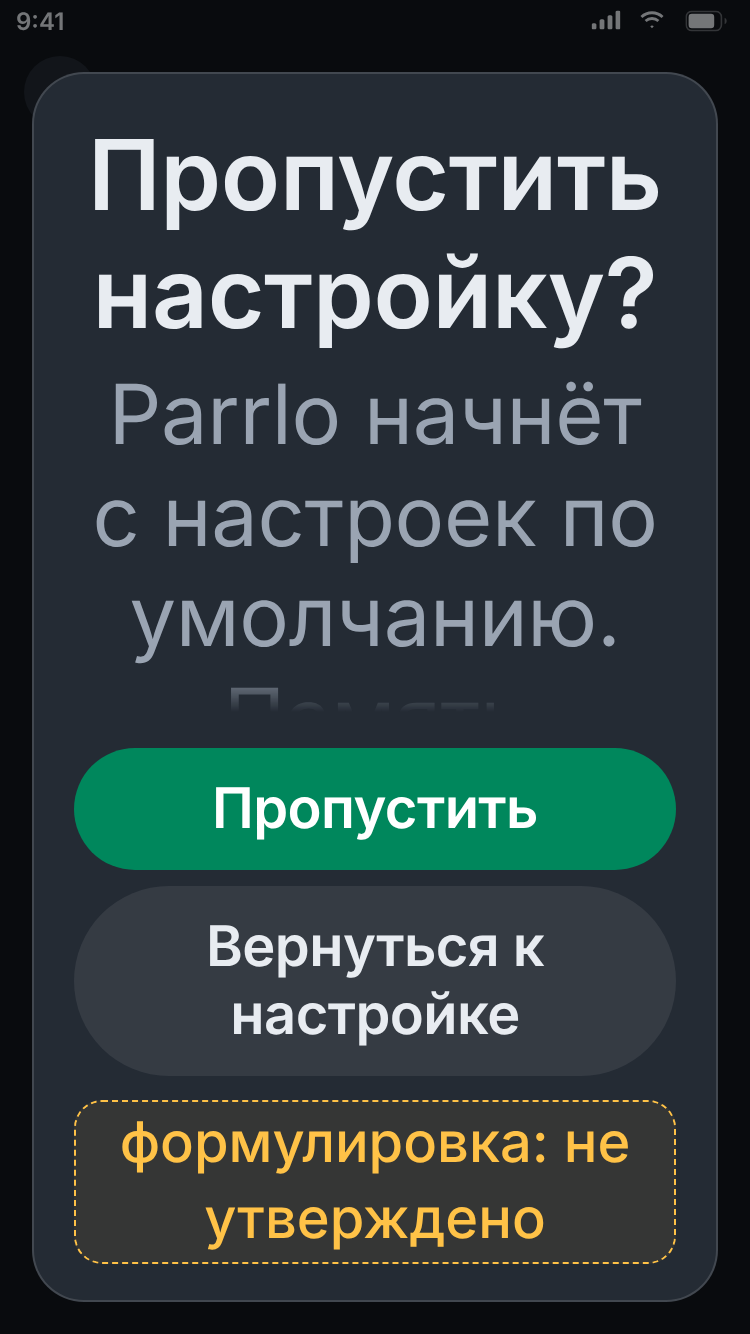 9:41
Пропустить
настройку?
Parrlo начнёт
с настроек по
умолчанию.
Пропустить
Вернуться к
настройке
формулировка: не
утверждено